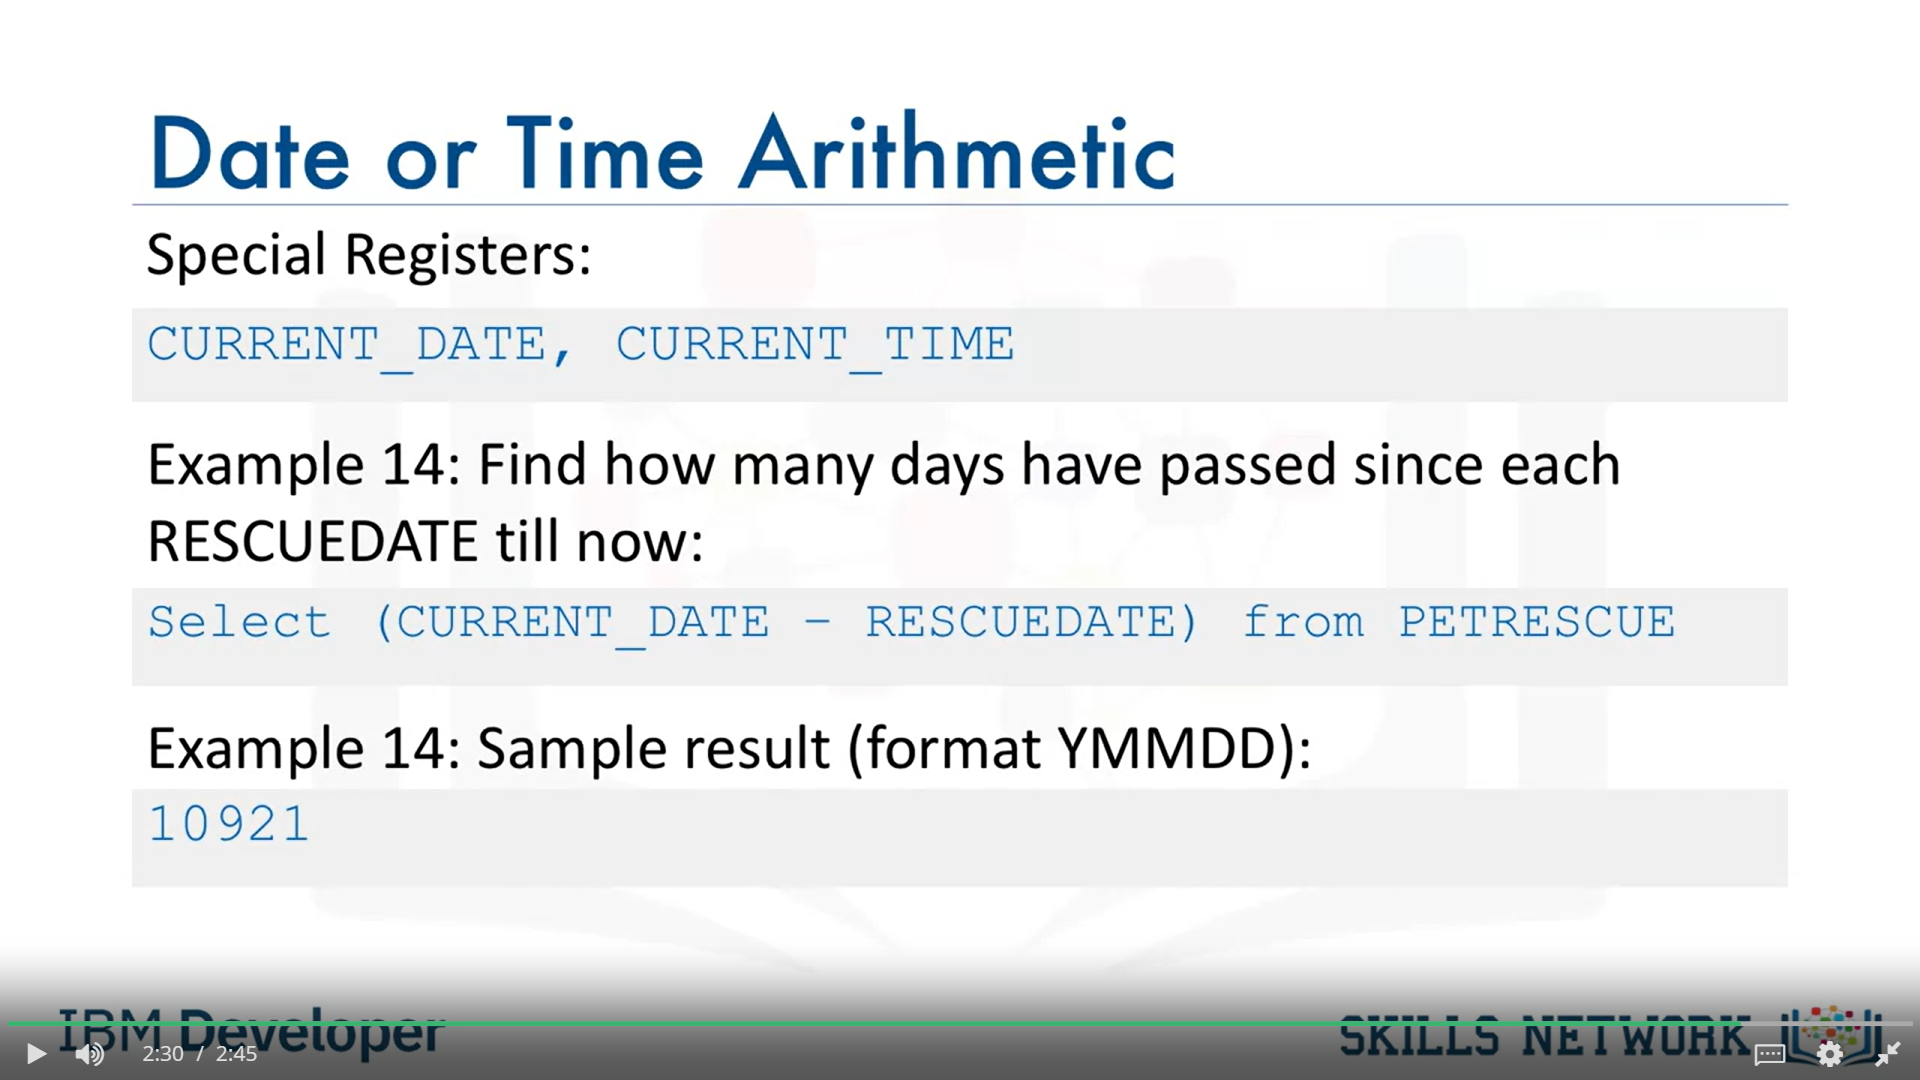 Date or Time Arithmetic
Special Registers:
CURRENT_DATE, CURRENT_TIME
Example 14: Find how many days have passed since each
RESCUEDATE till now:
Select (CURRENT_DATE – RESCUEDATE) from PETRESCUE
Example 14: Sample result (format YMMDD):
10921
IBM Developer
SKILLS NETWORK
2:30 / 2:45